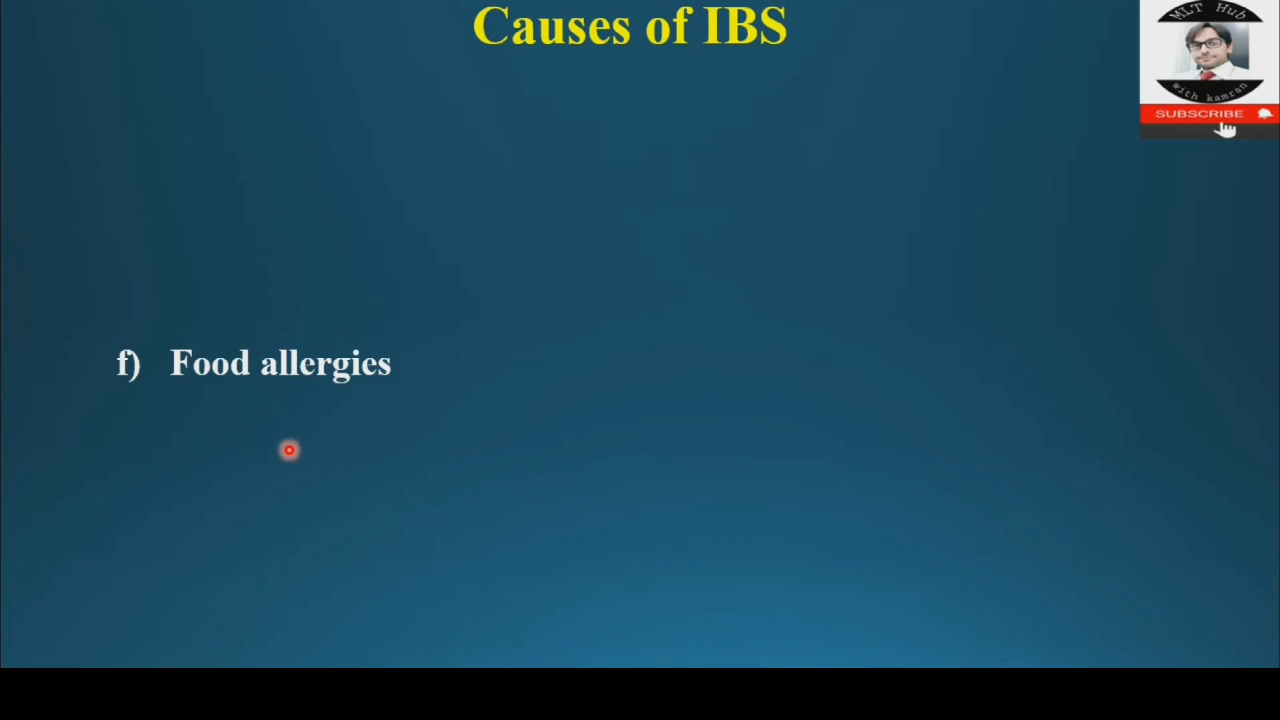 Causes of IBS
MLT Hub
with kamran
SUBSCRIBE
f) Food allergies